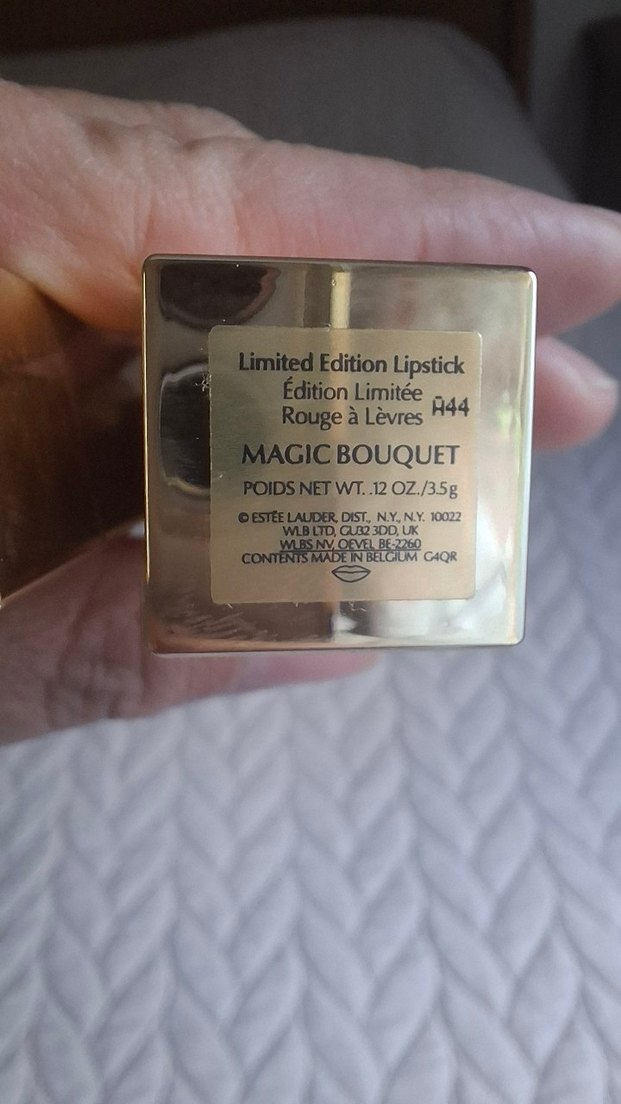 Limited Edition Lipstick
Édition Limitée
Rouge à Lèvres A44
MAGIC BOUQUET
POIDS NET WT. .12 OZ./3.5g
© ESTÉE LAUDER, DIST., N.Y., N.Y. 10022
WLB LTD, GU32 3DD, UK
WLBS NV, OEVEL BE-2260
CONTENTS MADE IN BELGIUM G4QR